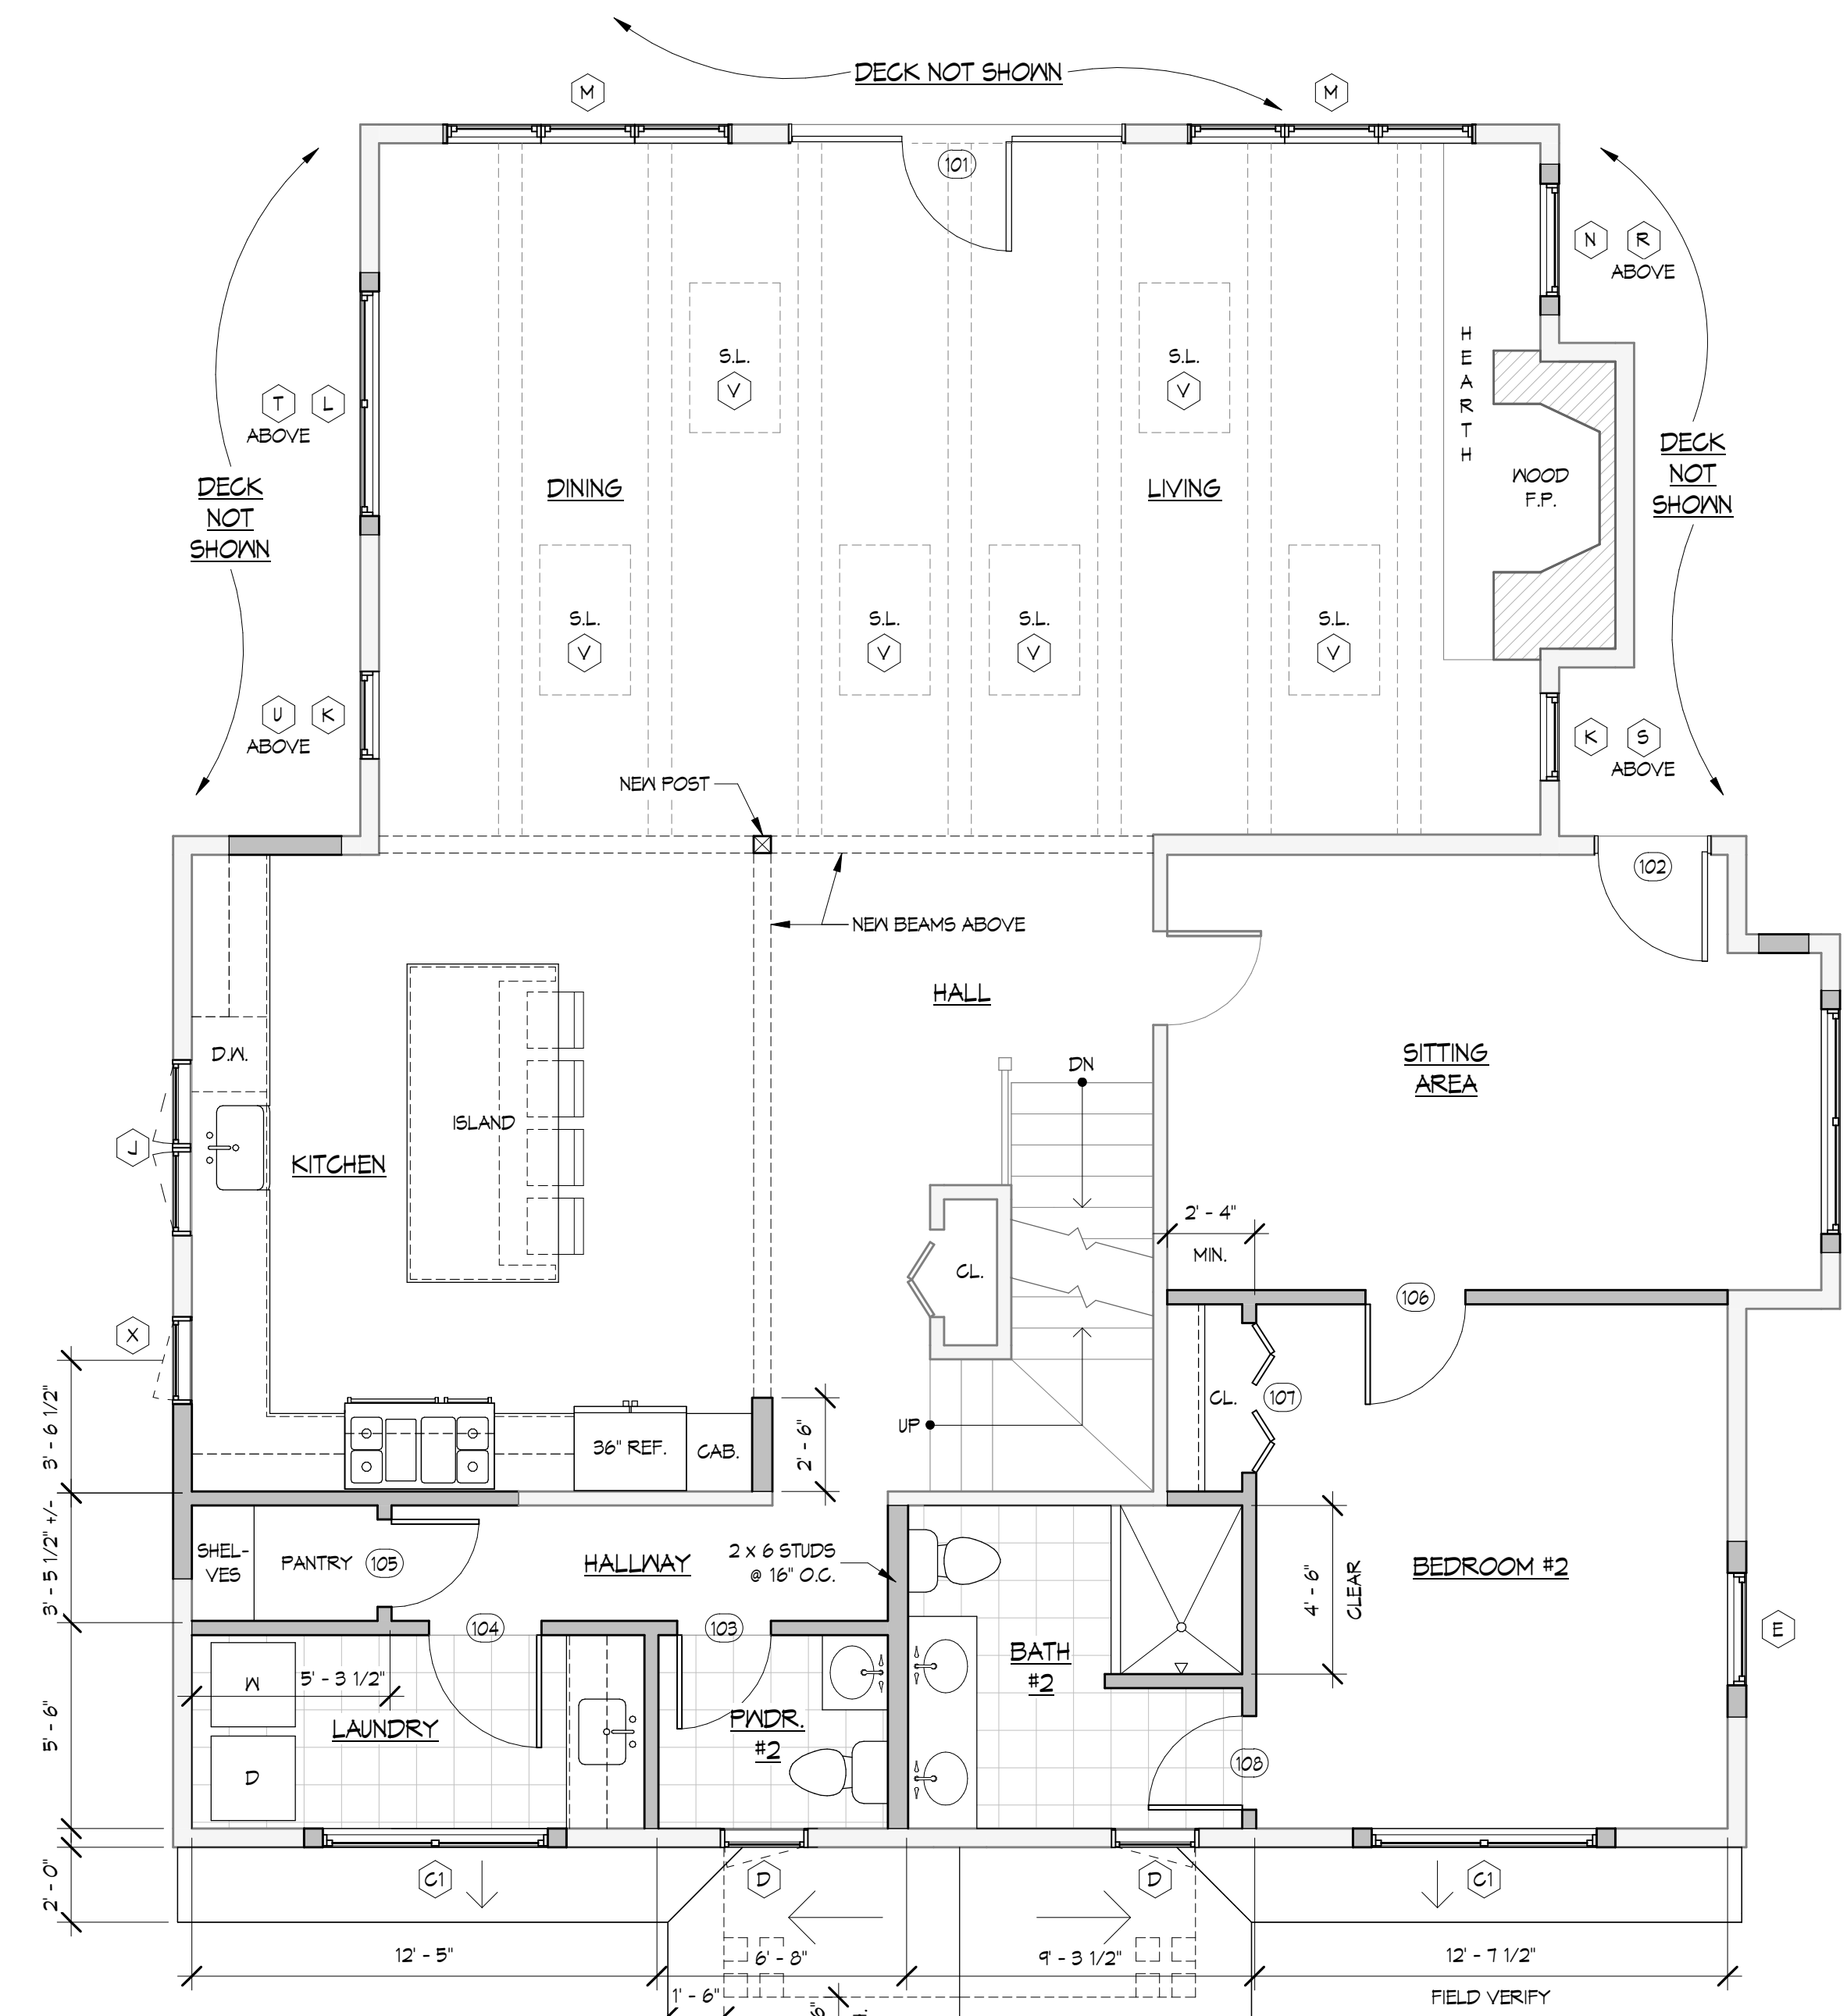 DECK NOT SHOWN
M
M
101
N
R
ABOVE
S.L.
V
S.L.
V
HEARTH
T
L
ABOVE
DECK
NOT
SHOWN
DINING
LIVING
WOOD
F.P.
DECK
NOT
SHOWN
S.L.
V
S.L.
V
S.L.
V
S.L.
V
U
K
ABOVE
K
S
ABOVE
NEW POST
102
NEW BEAMS ABOVE
HALL
D.W.
DN
SITTING
AREA
ISLAND
J
KITCHEN
2' - 4"
MIN.
CL.
X
106
3' - 6 1/2"
CL.
107
UP
36" REF.
CAB.
2' - 6"
3' - 5 1/2" +/-
SHEL-
VES
PANTRY
105
HALLWAY
2 X 6 STUDS
@ 16" O.C.
4' - 6"
CLEAR
BEDROOM #2
104
103
E
BATH
#2
W
5' - 3 1/2"
5' - 6"
LAUNDRY
PWDR.
#2
D
108
2' - 0"
C1
D
D
C1
12' - 5"
6' - 8"
9' - 3 1/2"
12' - 7 1/2"
1' - 6"
FIELD VERIFY